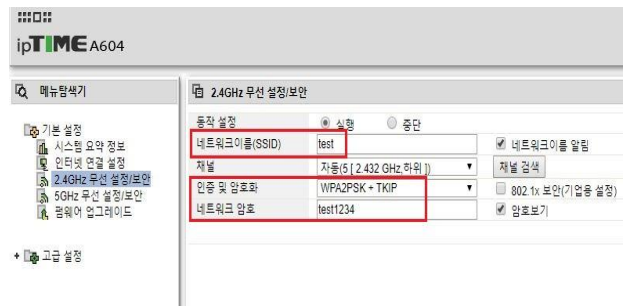 ipTIME A604
메뉴탐색기
기본 설정
시스템 요약 정보
인터넷 연결 설정
2.4GHz 무선 설정/보안
5GHz 무선 설정/보안
펌웨어 업그레이드
+ 고급 설정
2.4GHz 무선 설정/보안
동작 설정 실행 중단
네트워크이름(SSID) test 네트워크이름 알림
채널 자동(5 [ 2.432 GHz,하위 ]) 채널 검색
인증 및 암호화 WPA2PSK + TKIP 802.1x 보안(기업용 설정)
네트워크 암호 test1234 암호보기